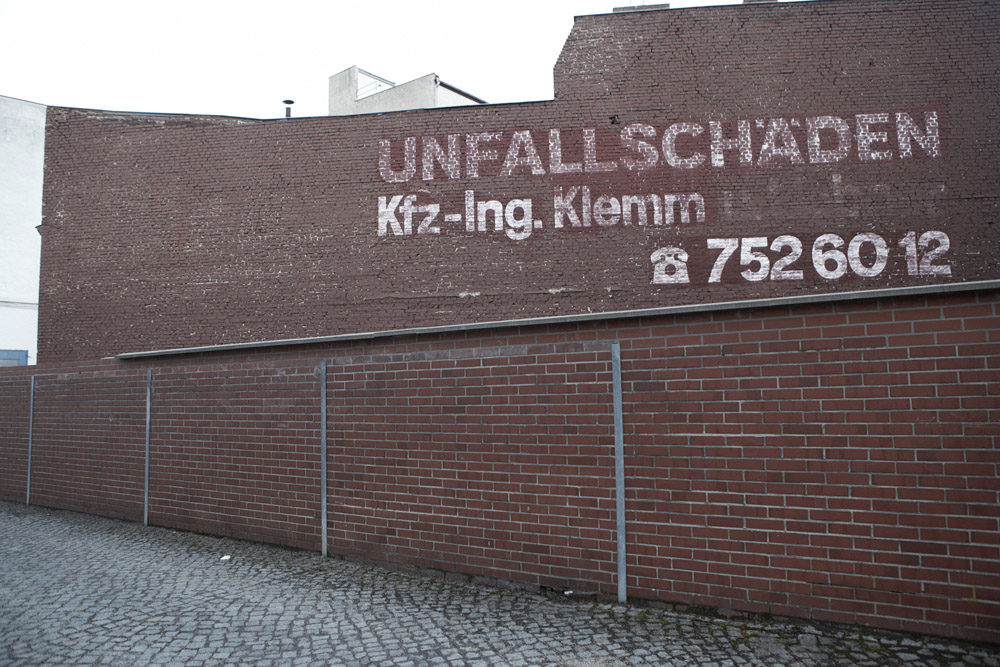 UNFALLSCHÄDEN
Kfz-Ing. Klemm
☎ 752 60 12